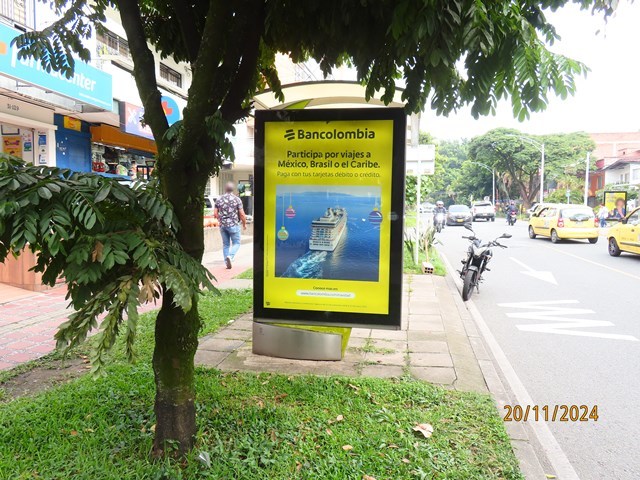 Bancolombia
Participa por viajes a
México, Brasil o el Caribe.
Paga con tus tarjetas débito o crédito.
20/11/2024